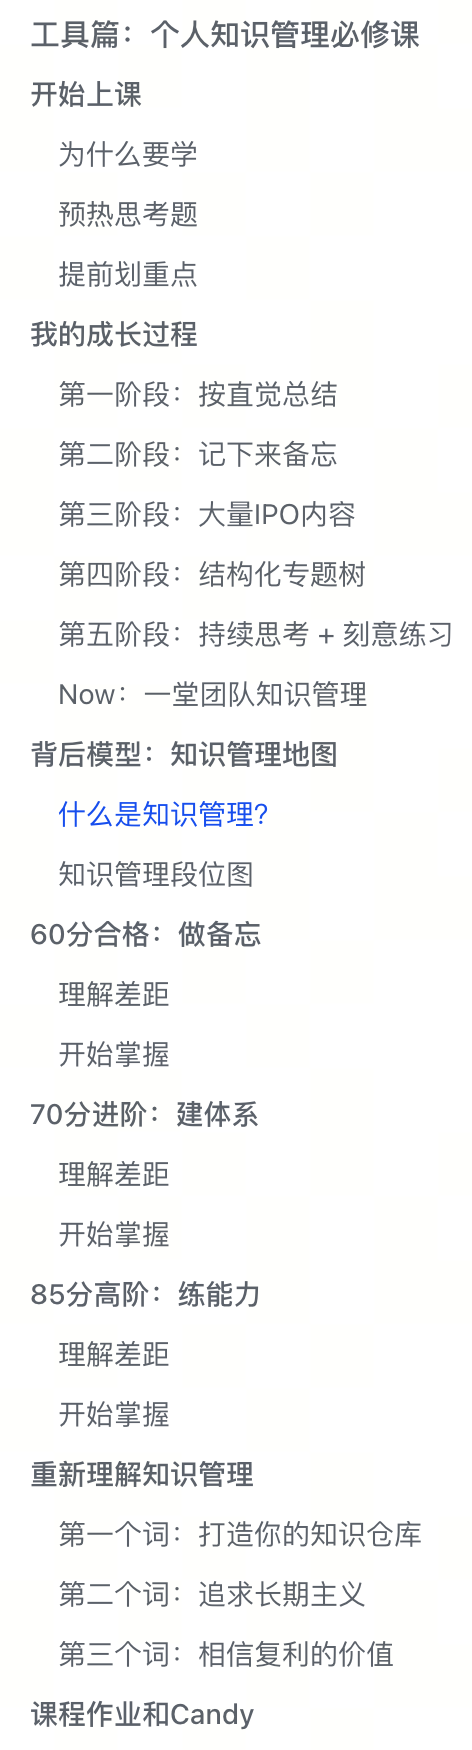 工具篇：个人知识管理必修课
开始上课
为什么要学
预热思考题
提前划重点
我的成长过程
第一阶段：按直觉总结
第二阶段：记下来备忘
第三阶段：大量IPO内容
第四阶段：结构化专题树
第五阶段：持续思考 + 刻意练习
Now：一堂团队知识管理
背后模型：知识管理地图
什么是知识管理?
知识管理段位图
60分合格：做备忘
理解差距
开始掌握
70分进阶：建体系
理解差距
开始掌握
85分高阶：练能力
理解差距
开始掌握
重新理解知识管理
第一个词：打造你的知识仓库
第二个词：追求长期主义
第三个词：相信复利的价值
课程作业和Candy